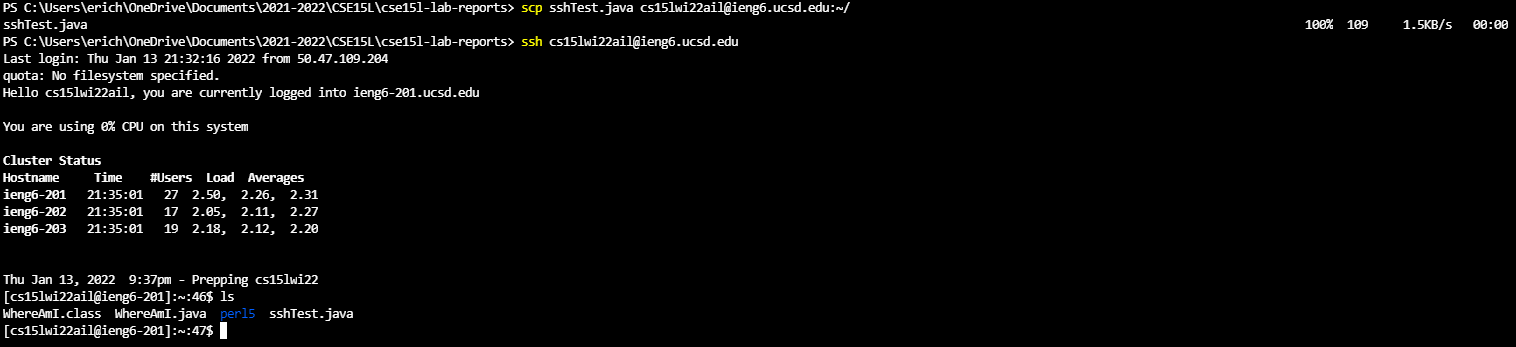 PS C:\Users\erich\OneDrive\Documents\2021-2022\CSE15L\cse15l-lab-reports> scp sshTest.java cs15lwi22ail@ieng6.ucsd.edu:~/
sshTest.java 100% 109 1.5KB/s 00:00
PS C:\Users\erich\OneDrive\Documents\2021-2022\CSE15L\cse15l-lab-reports> ssh cs15lwi22ail@ieng6.ucsd.edu
Last login: Thu Jan 13 21:32:16 2022 from 50.47.109.204
quota: No filesystem specified.
Hello cs15lwi22ail, you are currently logged into ieng6-201.ucsd.edu
You are using 0% CPU on this system
Cluster Status
Hostname Time #Users Load Averages
ieng6-201 21:35:01 27 2.50, 2.26, 2.31
ieng6-202 21:35:01 17 2.05, 2.11, 2.27
ieng6-203 21:35:01 19 2.18, 2.12, 2.20
Thu Jan 13, 2022 9:37pm - Prepping cs15lwi22
[cs15lwi22ail@ieng6-201]:~:46$ ls
WhereAmI.class WhereAmI.java perl5 sshTest.java
[cs15lwi22ail@ieng6-201]:~:47$